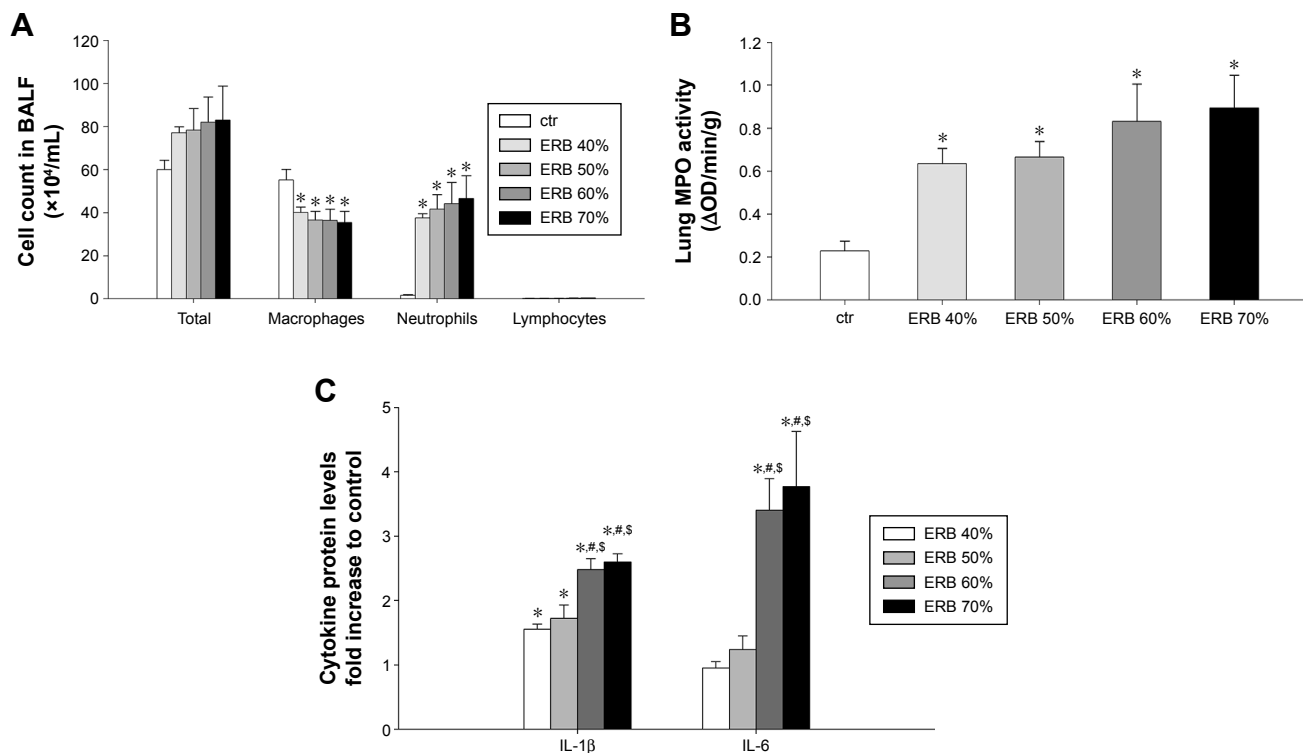 A
Cell count in BALF
(×10⁴/mL)
120
100
80
60
40
20
0
* * * *
* * * *
Total Macrophages Neutrophils Lymphocytes
ctr
ERB 40%
ERB 50%
ERB 60%
ERB 70%
B
Lung MPO activity
(ΔOD/min/g)
1.2
1.0
0.8
0.6
0.4
0.2
0.0
* * * *
ctr ERB 40% ERB 50% ERB 60% ERB 70%
C
Cytokine protein levels
fold increase to control
5
4
3
2
1
0
* * *,#,$ *,#,$
*,#,$ *,#,$
IL-1β IL-6
ERB 40%
ERB 50%
ERB 60%
ERB 70%